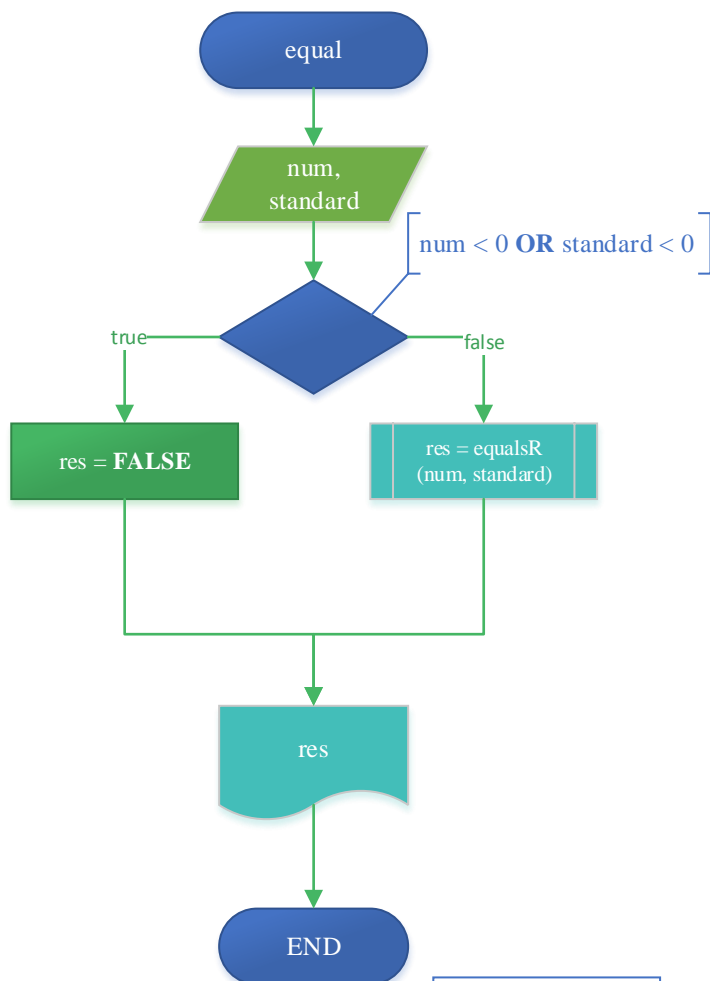 equal
num,
standard
num < 0 OR standard < 0
true
false
res = FALSE
res = equalsR
(num, standard)
res
END